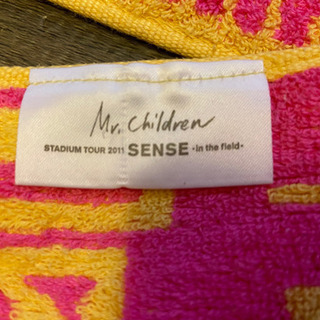 Mr. Children
STADIUM TOUR 2011 SENSE -in the field-